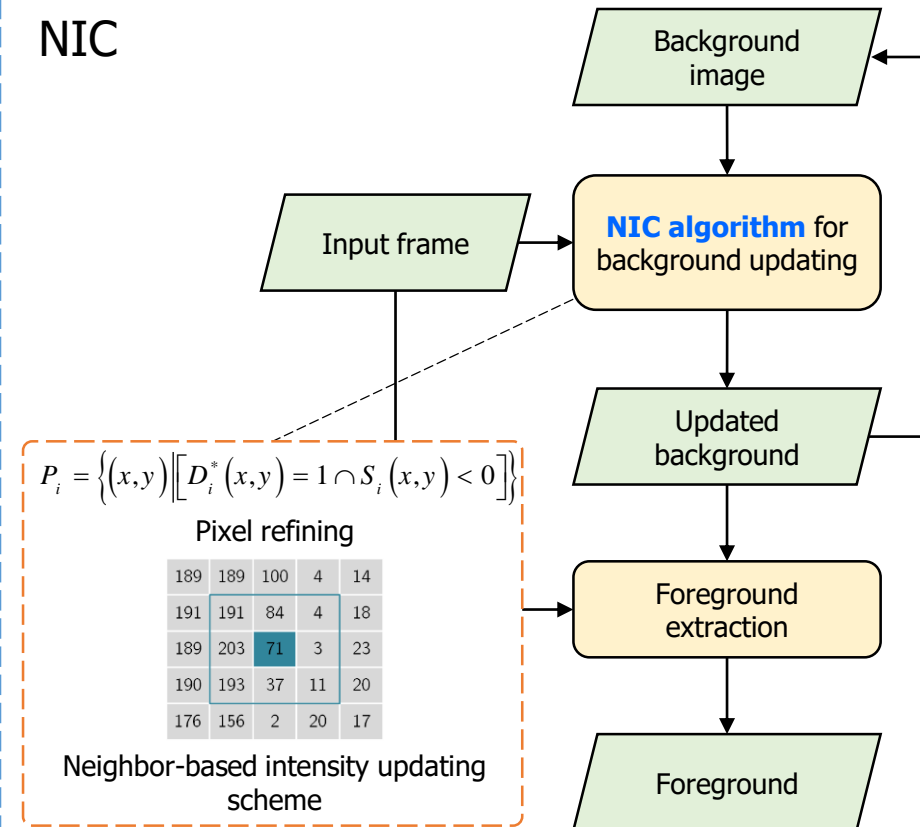 NIC
Background
image
Input frame
NIC algorithm for
background updating
Updated
background
P_i = {(x,y)|[D_i^*(x,y) = 1 ∩ S_i(x,y) < 0]}
Pixel refining
189 189 100 4 14
191 191 84 4 18
189 203 71 3 23
190 193 37 11 20
176 156 2 20 17
Neighbor-based intensity updating
scheme
Foreground
extraction
Foreground